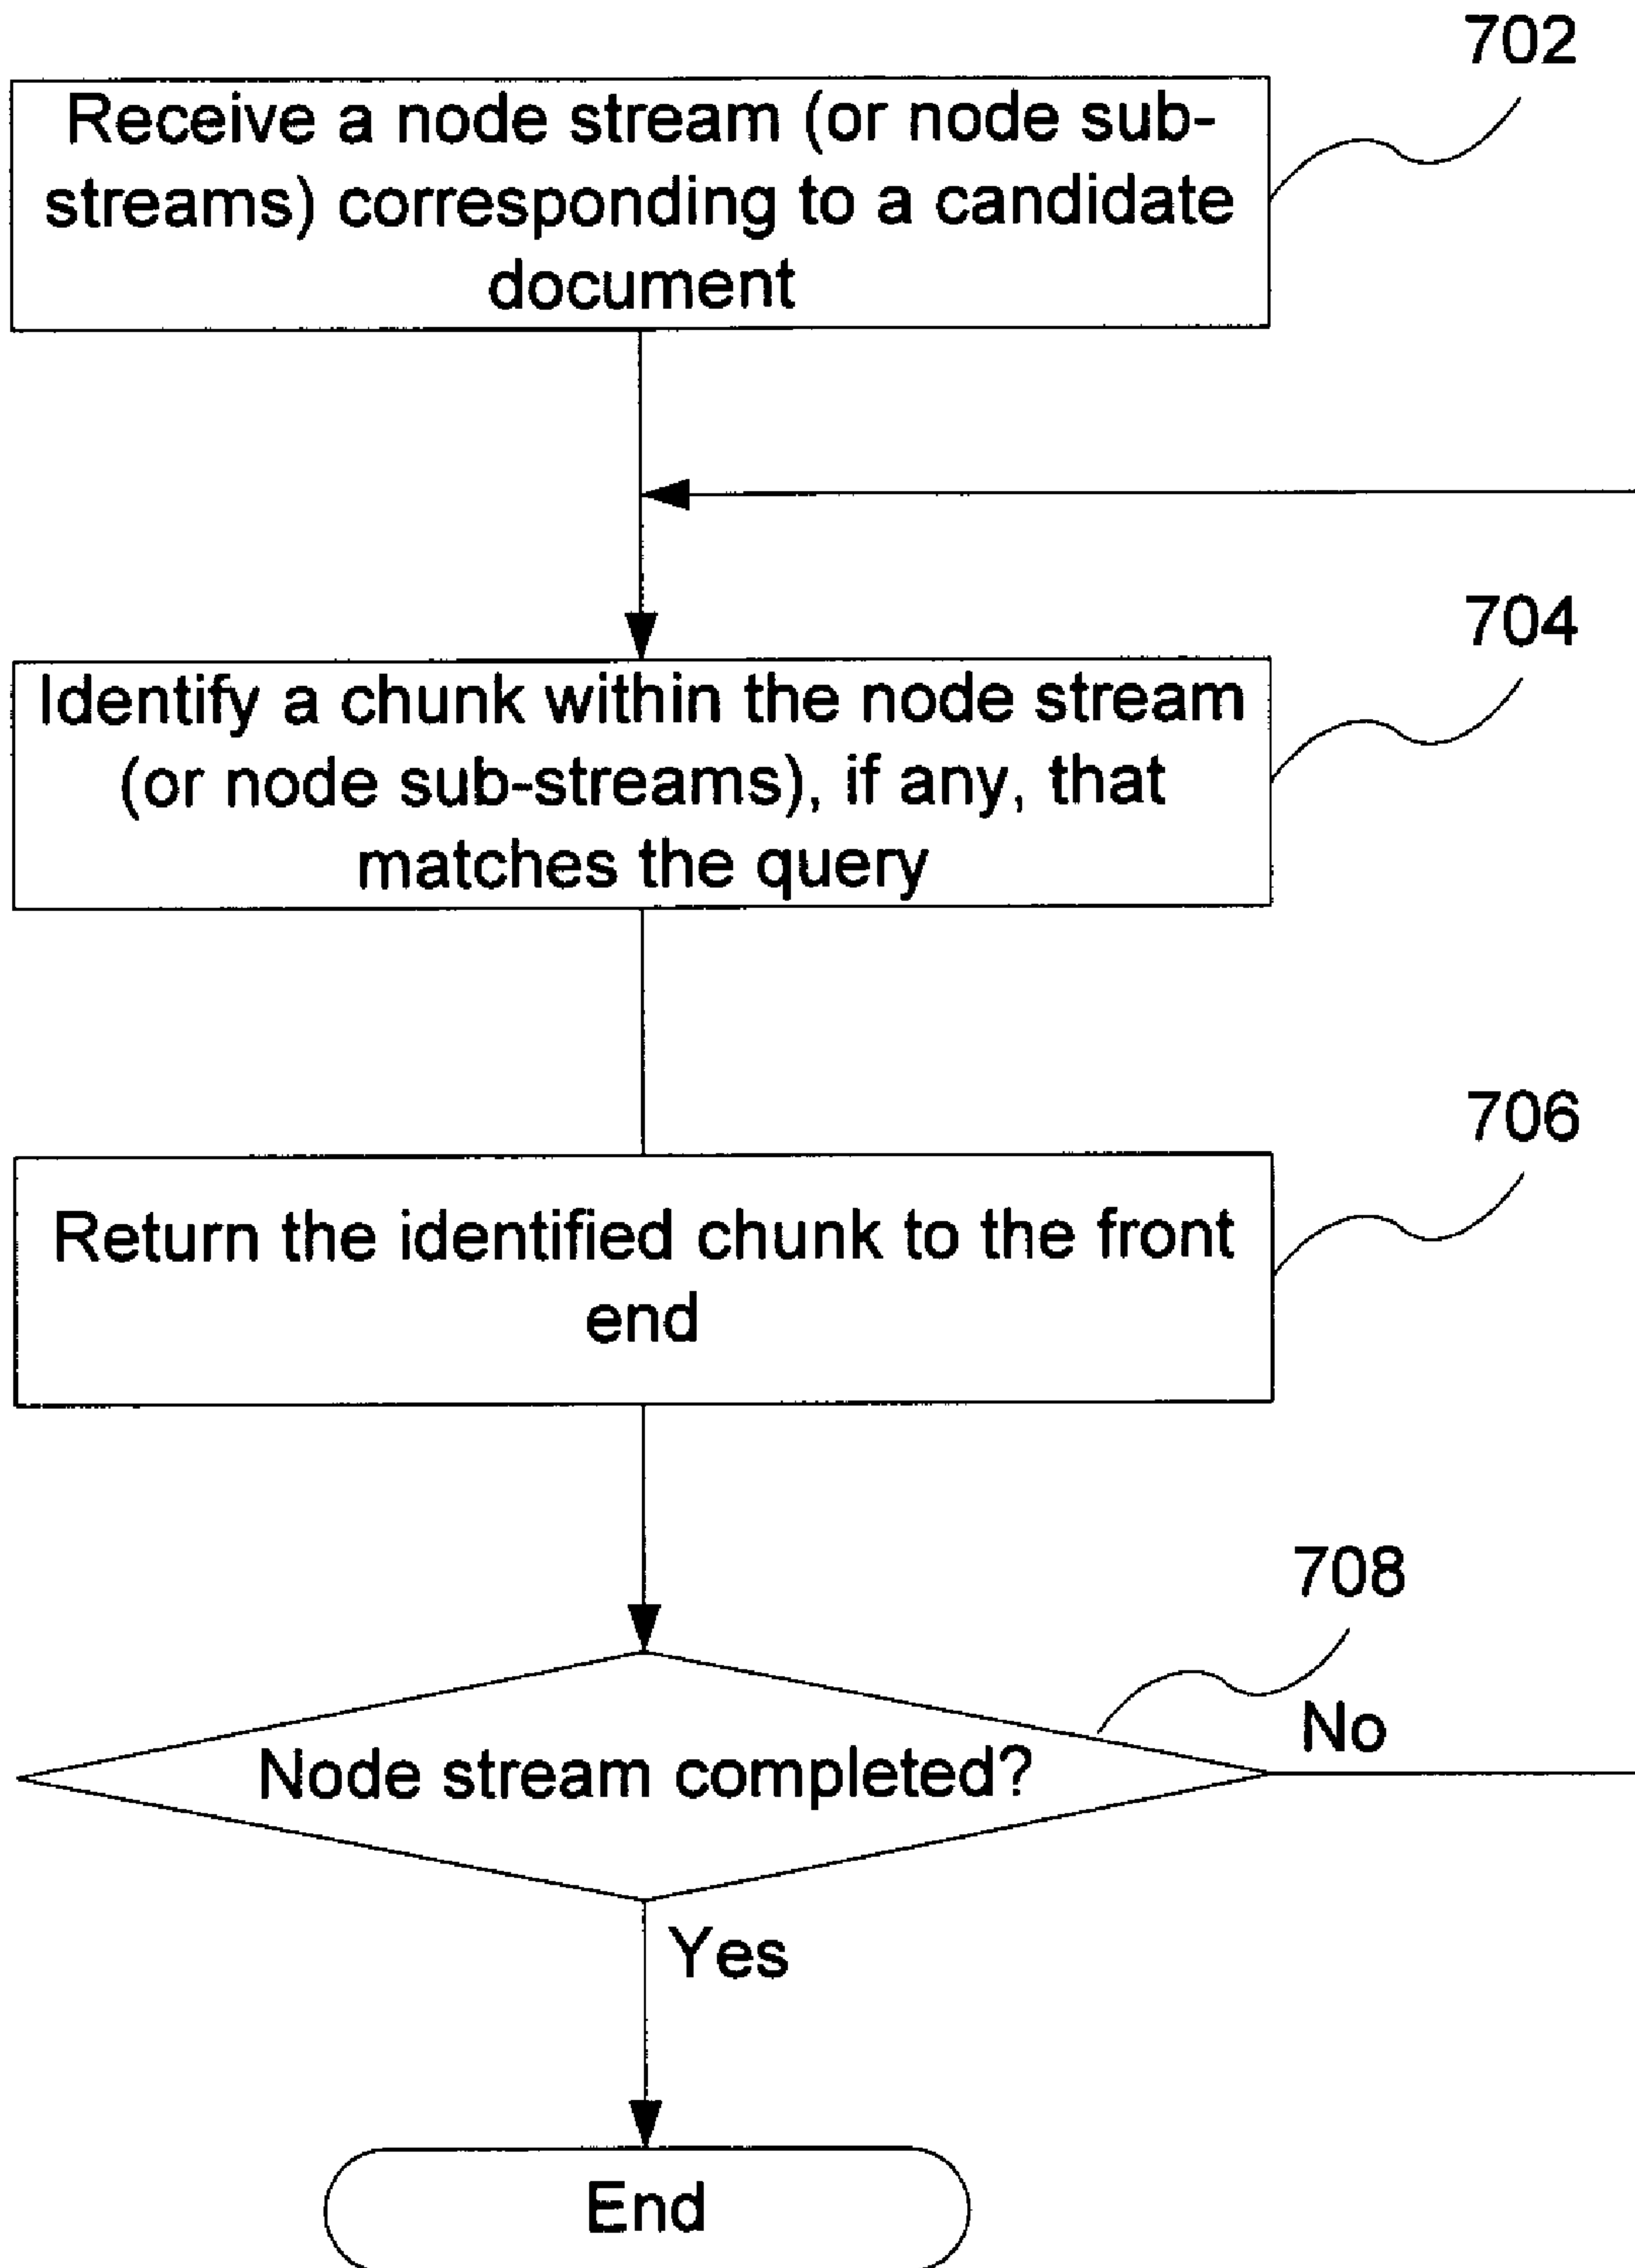 702
Receive a node stream (or node sub-
streams) corresponding to a candidate
document
704
Identify a chunk within the node stream
(or node sub-streams), if any, that
matches the query
706
Return the identified chunk to the front
end
708
No
Node stream completed?
Yes
End